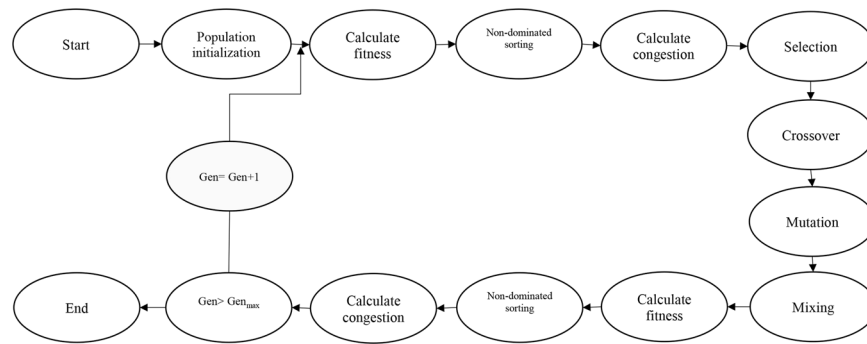 Start
Population
initialization
Calculate
fitness
Non-dominated
sorting
Calculate
congestion
Selection
Crossover
Mutation
Mixing
Calculate
fitness
Non-dominated
sorting
Calculate
congestion
Gen> Genmax
End
Gen= Gen+1